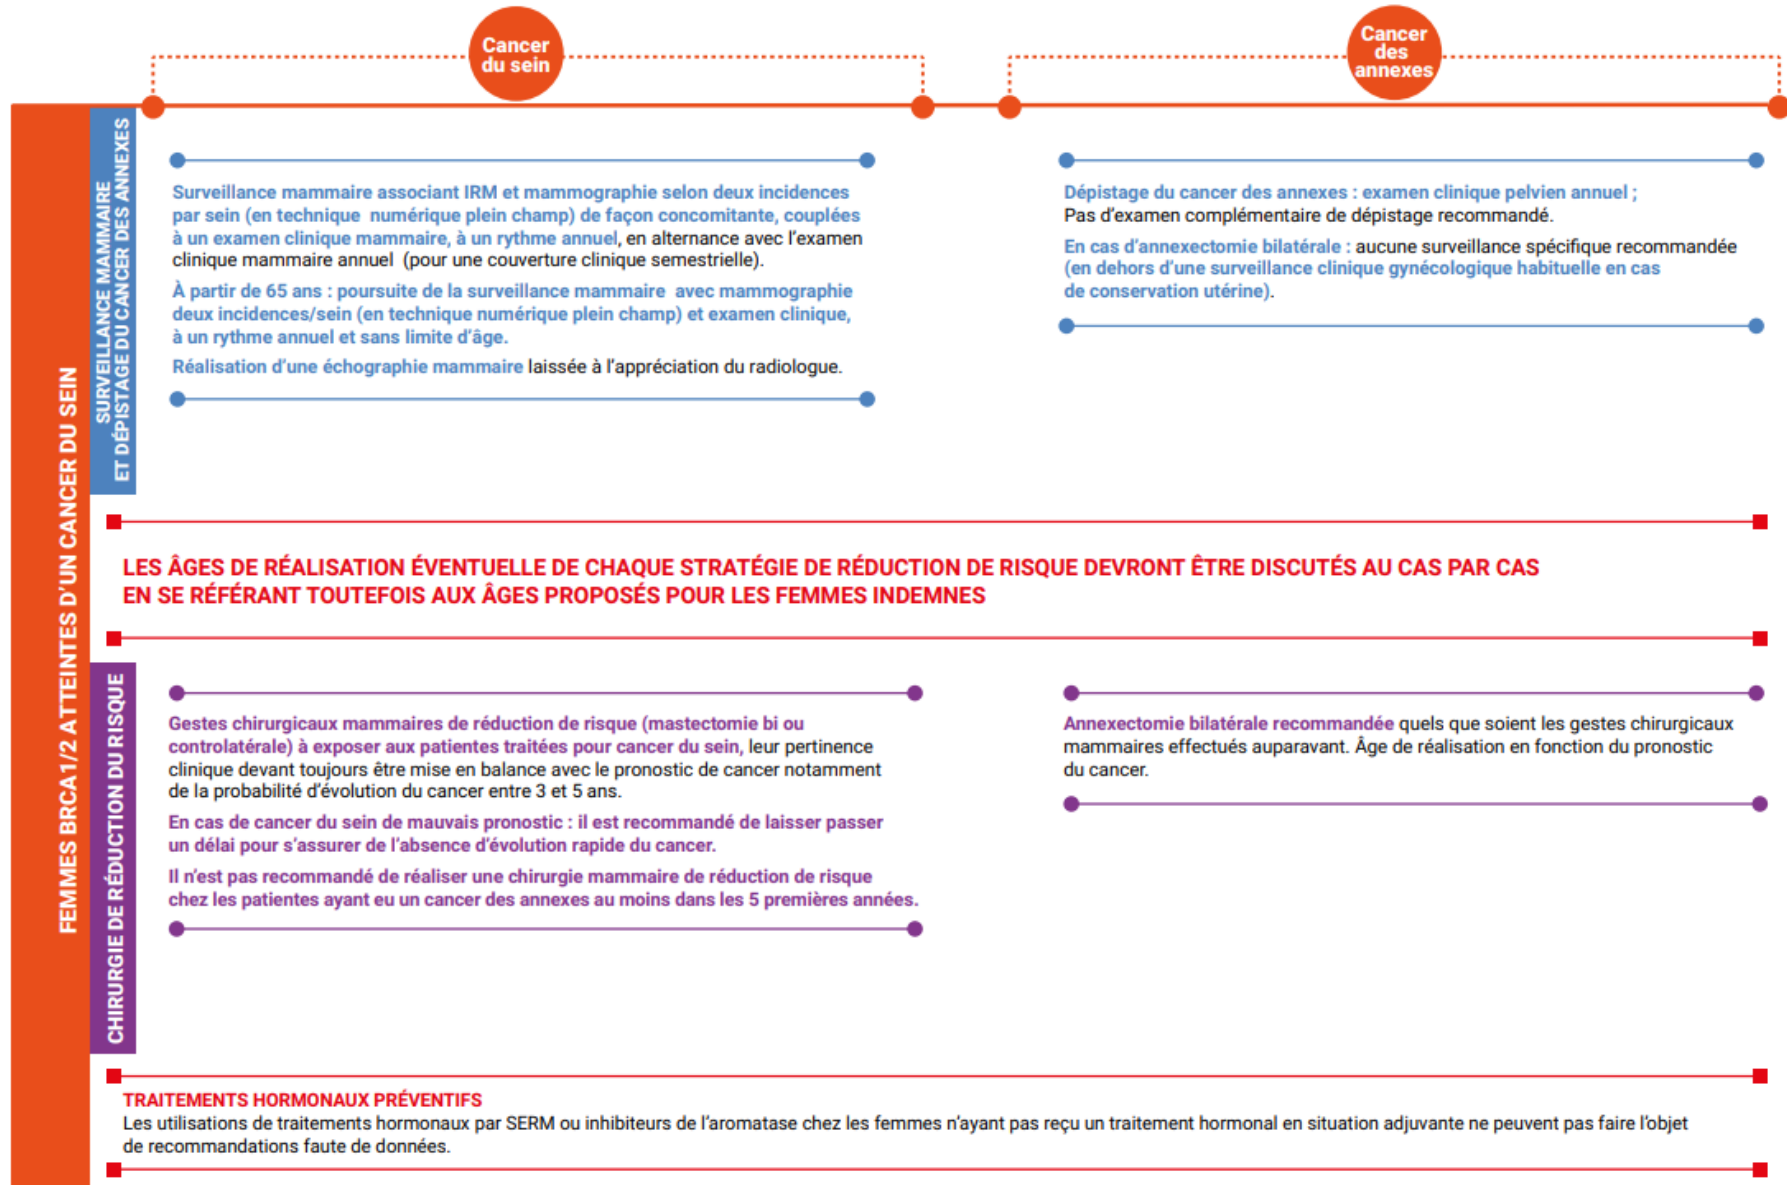 Cancer
du sein
Cancer
des
annexes
FEMMES BRCA1/2 ATTEINTES D’UN CANCER DU SEIN
SURVEILLANCE MAMMAIRE
ET DÉPISTAGE DU CANCER DES ANNEXES
Surveillance mammaire associant IRM et mammographie selon deux incidences
par sein (en technique numérique plein champ) de façon concomitante, couplées
à un examen clinique mammaire, à un rythme annuel, en alternance avec l’examen
clinique mammaire annuel (pour une couverture clinique semestrielle).
À partir de 65 ans : poursuite de la surveillance mammaire avec mammographie
deux incidences/sein (en technique numérique plein champ) et examen clinique,
à un rythme annuel et sans limite d’âge.
Réalisation d’une échographie mammaire laissée à l’appréciation du radiologue.
Dépistage du cancer des annexes : examen clinique pelvien annuel ;
Pas d’examen complémentaire de dépistage recommandé.
En cas d’annexectomie bilatérale : aucune surveillance spécifique recommandée
(en dehors d’une surveillance clinique gynécologique habituelle en cas
de conservation utérine).
LES ÂGES DE RÉALISATION ÉVENTUELLE DE CHAQUE STRATÉGIE DE RÉDUCTION DE RISQUE DEVRONT ÊTRE DISCUTÉS AU CAS PAR CAS
EN SE RÉFÉRANT TOUTEFOIS AUX ÂGES PROPOSÉS POUR LES FEMMES INDEMNES
CHIRURGIE DE RÉDUCTION DU RISQUE
Gestes chirurgicaux mammaires de réduction de risque (mastectomie bi ou
controlatérale) à exposer aux patientes traitées pour cancer du sein, leur pertinence
clinique devant toujours être mise en balance avec le pronostic de cancer notamment
de la probabilité d’évolution du cancer entre 3 et 5 ans.
En cas de cancer du sein de mauvais pronostic : il est recommandé de laisser passer
un délai pour s’assurer de l’absence d’évolution rapide du cancer.
Il n’est pas recommandé de réaliser une chirurgie mammaire de réduction de risque
chez les patientes ayant eu un cancer des annexes au moins dans les 5 premières années.
Annexectomie bilatérale recommandée quels que soient les gestes chirurgicaux
mammaires effectués auparavant. Âge de réalisation en fonction du pronostic
du cancer.
TRAITEMENTS HORMONAUX PRÉVENTIFS
Les utilisations de traitements hormonaux par SERM ou inhibiteurs de l’aromatase chez les femmes n’ayant pas reçu un traitement hormonal en situation adjuvante ne peuvent pas faire l’objet
de recommandations faute de données.